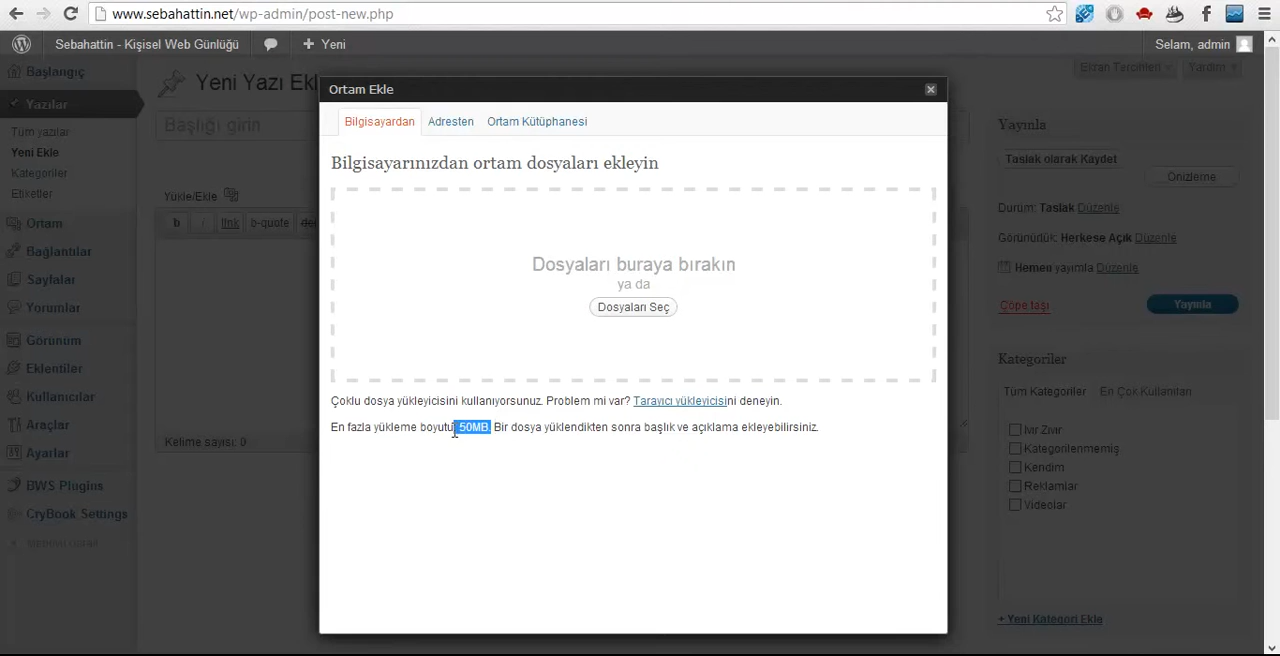 www.sebahattin.net/wp-admin/post-new.php
Sebahattin - Kişisel Web Günlüğü
Yeni
Selam, admin
Başlangıç
Yeni Yazı Ekl
Ekran Tercihleri
Yardım
Yazılar
Tüm yazılar
Yeni Ekle
Kategoriler
Etiketler
Ortam
Bağlantılar
Sayfalar
Yorumlar
Görünüm
Eklentiler
Kullanıcılar
Araçlar
Ayarlar
BWS Plugins
CryBook Settings
Başlığı girin
Yükle/Ekle
b
i
link
b-quote
Kelime sayısı: 0
Ortam Ekle
Bilgisayardan
Adresten
Ortam Kütüphanesi
Bilgisayarınızdan ortam dosyaları ekleyin
Dosyaları buraya bırakın
ya da
Dosyaları Seç
Çoklu dosya yükleyicisini kullanıyorsunuz. Problem mi var? Tarayıcı yükleyicisini deneyin.
En fazla yükleme boyutu 50MB. Bir dosya yüklendikten sonra başlık ve açıklama ekleyebilirsiniz.
Yayınla
Taslak olarak Kaydet
Önizleme
Durum: Taslak Düzenle
Görünürlük: Herkese Açık Düzenle
Hemen yayımla Düzenle
Çöpe taşı
Yayınla
Kategoriler
Tüm Kategoriler
En Çok Kullanılan
Ivır Zıvır
Kategorilenmemiş
Kendim
Reklamlar
Videolar
+ Yeni Kategori Ekle